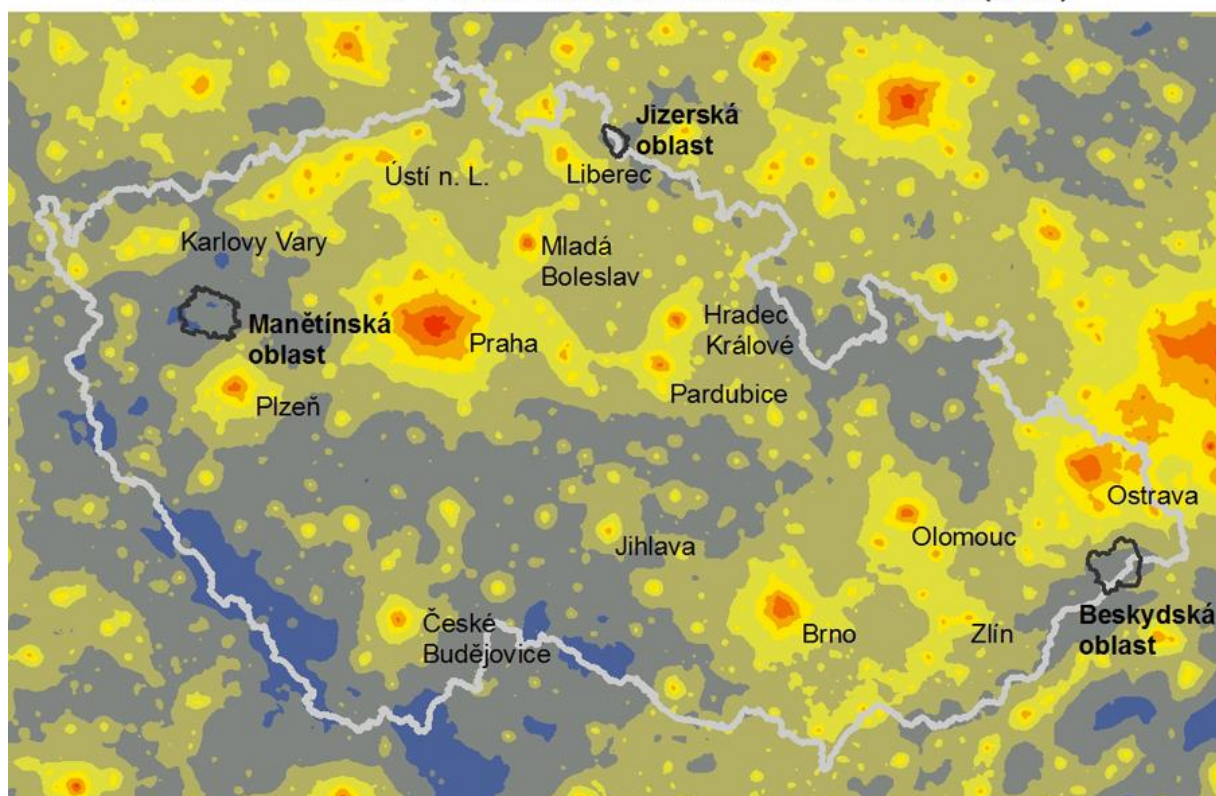 Jizerská
oblast
Ústí n. L.
Liberec
Karlovy Vary
Mladá
Boleslav
Manětínská
oblast
Praha
Hradec
Králové
Plzeň
Pardubice
Ostrava
Jihlava
Olomouc
České
Budějovice
Brno
Zlín
Beskydská
oblast